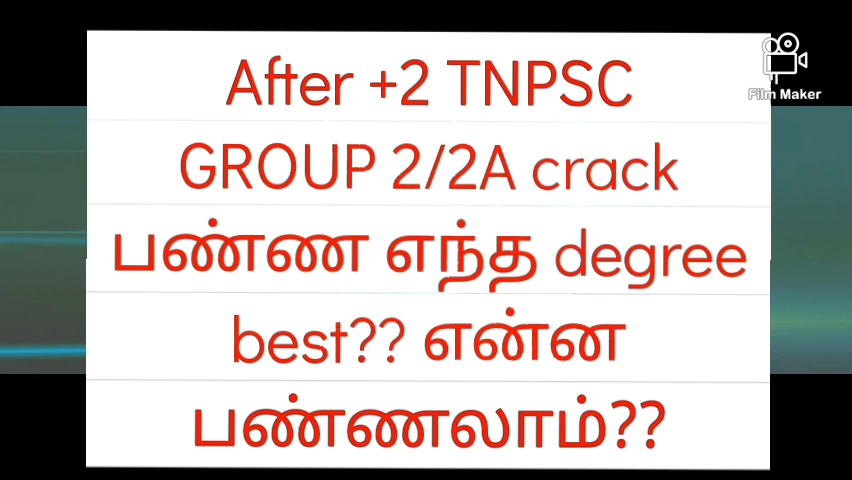 Film Maker
After +2 TNPSC
GROUP 2/2A crack
பண்ண எந்த degree
best?? என்ன
பண்ணலாம்??